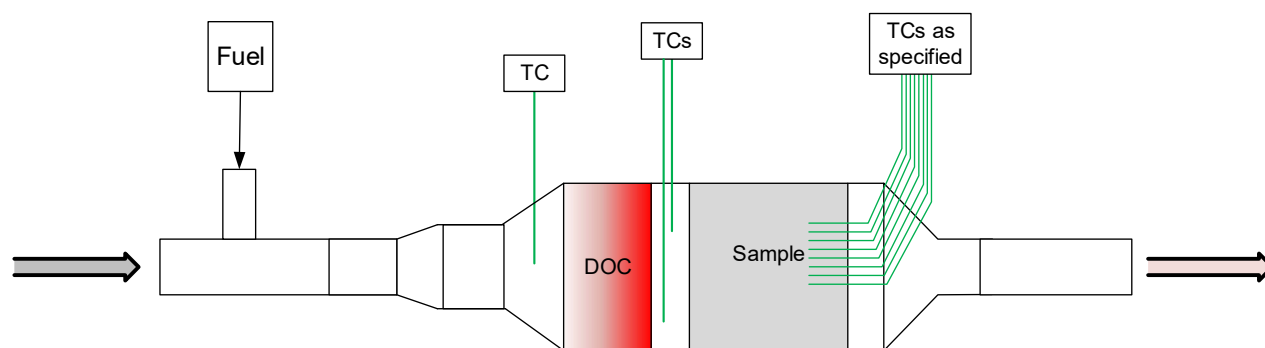 Fuel
TC
TCs
TCs as
specified
DOC
Sample